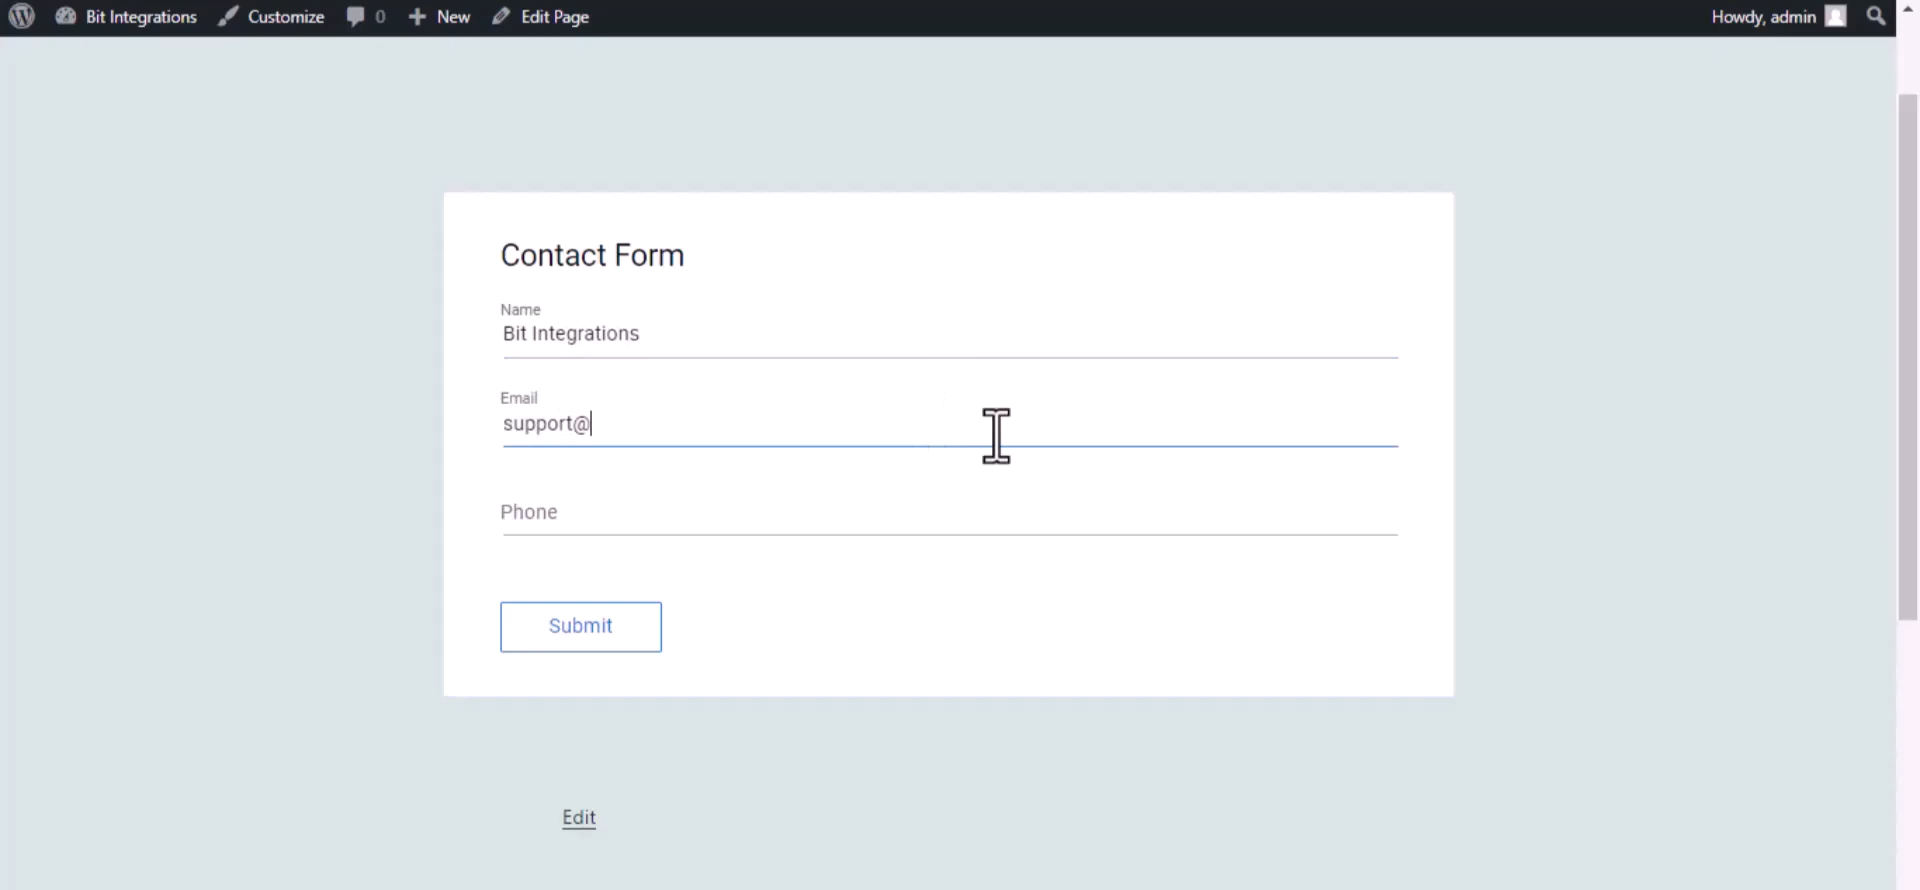 Bit Integrations Customize 0 New Edit Page Howdy, admin
Contact Form
Name
Bit Integrations
Email
support@
Phone
Submit
Edit